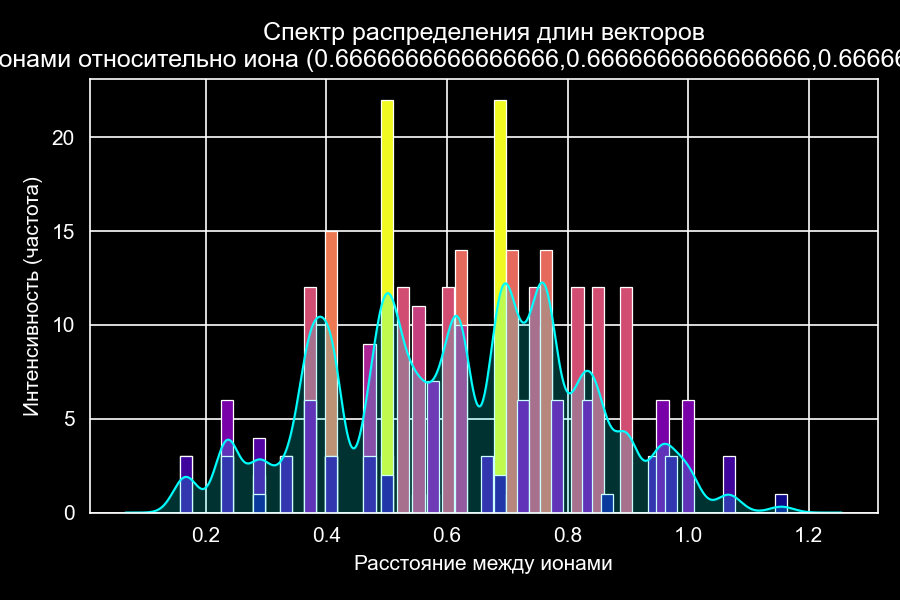 Спектр распределения длин векторов
онами относительно иона (0.6666666666666666,0.6666666666666666,0.66666
Интенсивность (частота)
20
15
10
5
0
0.2 0.4 0.6 0.8 1.0 1.2
Расстояние между ионами